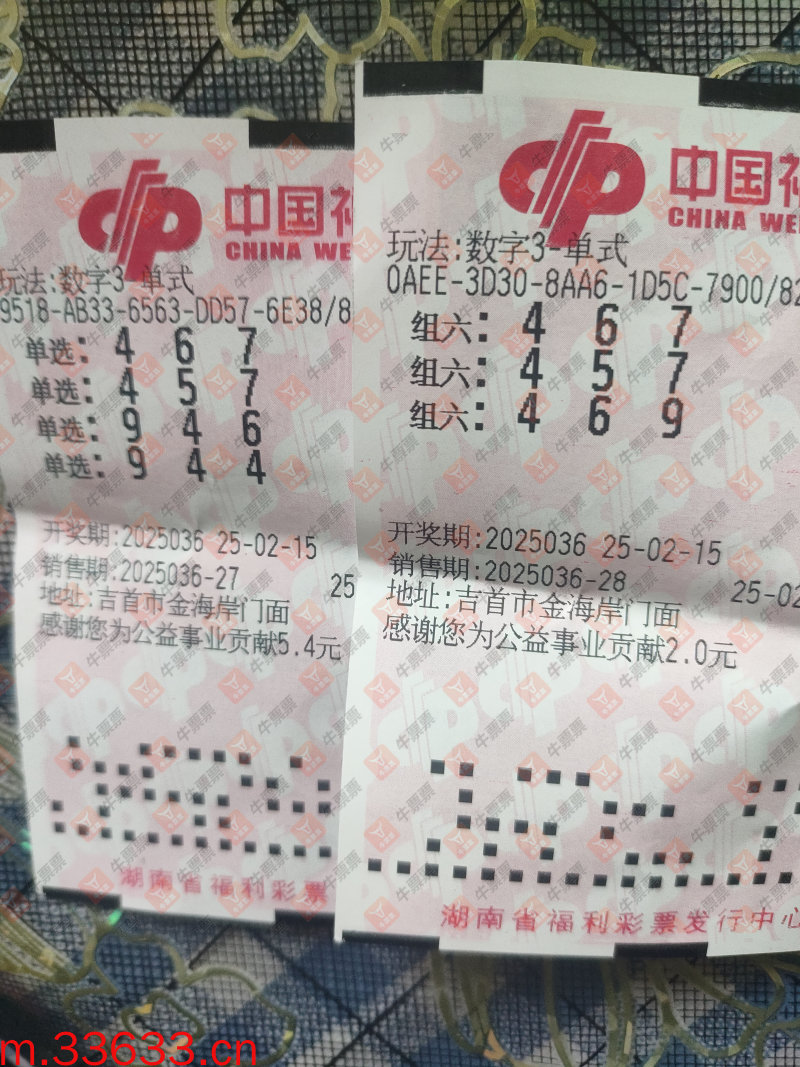 中国
CHINA WE
玩法:数字3-单式
9518-AB33-6563-DD57-6E38/8
单选: 4 6 7
单选: 4 5 7
单选: 9 4 6
单选: 9 4 4
开奖期:2025036 25-02-15
销售期:2025036-27 25
地址:吉首市金海岸门面
感谢您为公益事业贡献5.4元
湖南省福利彩票
中国福
CHINA WE
玩法:数字3-单式
0AEE-3D30-8AA6-1D5C-7900/82
组六: 4 6 7
组六: 4 5 7
组六: 4 6 9
开奖期:2025036 25-02-15
销售期:2025036-28 25-02
地址:吉首市金海岸门面
感谢您为公益事业贡献2.0元
湖南省福利彩票发行中心
牛票票
m.33633.cn